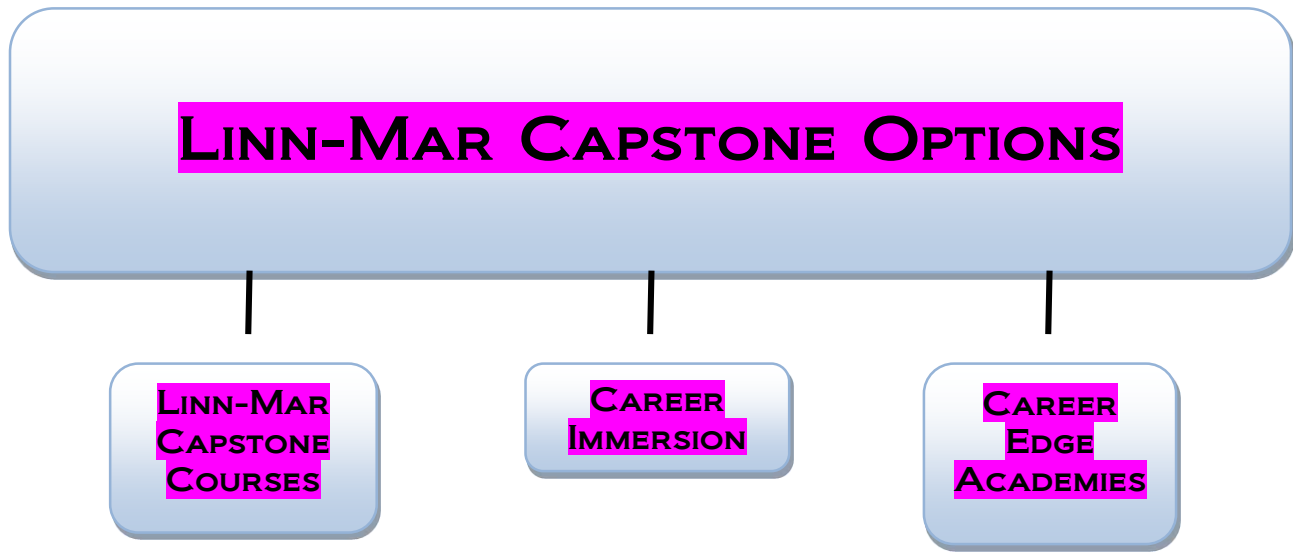 Linn-Mar Capstone Options
Linn-Mar
Capstone
Courses
Career
Immersion
Career
Edge
Academies